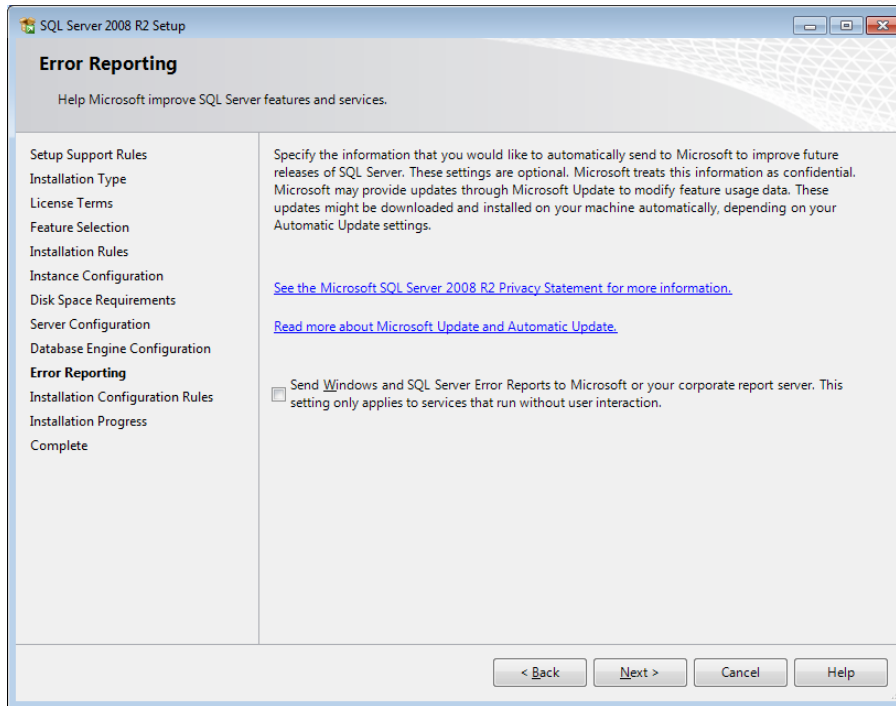 SQL Server 2008 R2 Setup
Error Reporting
Help Microsoft improve SQL Server features and services.
Setup Support Rules
Installation Type
License Terms
Feature Selection
Installation Rules
Instance Configuration
Disk Space Requirements
Server Configuration
Database Engine Configuration
Error Reporting
Installation Configuration Rules
Installation Progress
Complete
Specify the information that you would like to automatically send to Microsoft to improve future
releases of SQL Server. These settings are optional. Microsoft treats this information as confidential.
Microsoft may provide updates through Microsoft Update to modify feature usage data. These
updates might be downloaded and installed on your machine automatically, depending on your
Automatic Update settings.
See the Microsoft SQL Server 2008 R2 Privacy Statement for more information.
Read more about Microsoft Update and Automatic Update.
Send Windows and SQL Server Error Reports to Microsoft or your corporate report server. This
setting only applies to services that run without user interaction.
< Back
Next >
Cancel
Help